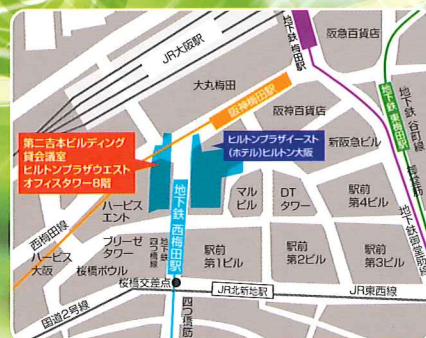 JR大阪駅
地下鉄 梅田駅
阪急百貨店
大丸梅田
阪神梅田駅
阪神百貨店
地下鉄 東梅田駅
地下鉄 谷町線
御堂筋
地下鉄御堂筋線
新阪急ビル
第二吉本ビルディング
貸会議室
ヒルトンプラザウエスト
オフィスタワー8階
ヒルトンプラザイースト
(ホテル)ヒルトン大阪
地下鉄 西梅田駅
地下鉄
四つ橋線
ハービス
エント
マル
ビル
DT
タワー
駅前
第4ビル
西梅田線
ハービス
大阪
ブリーゼ
タワー
桜橋ボウル
駅前
第1ビル
駅前
第2ビル
駅前
第3ビル
桜橋交差点
JR北新地駅
JR東西線
国道2号線
四つ橋筋